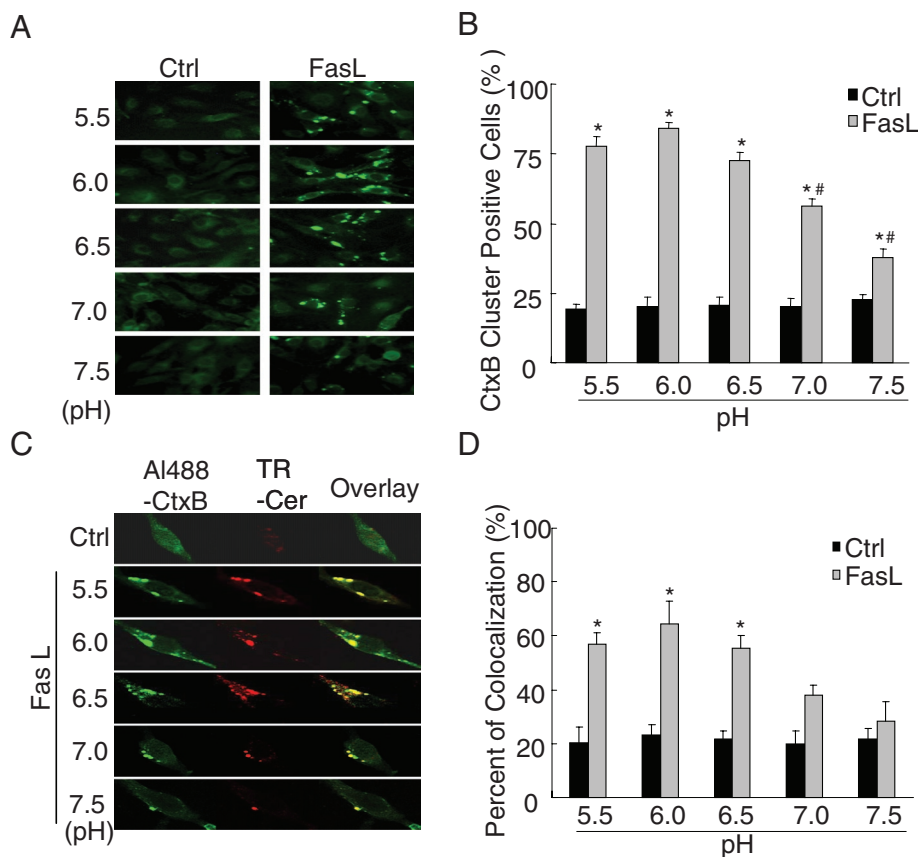 A
Ctrl FasL
5.5
6.0
6.5
7.0
7.5
(pH)
B
CtxB Cluster Positive Cells (%)
100
75
50
25
0
Ctrl
FasL
* * * *# *#
5.5 6.0 6.5 7.0 7.5
pH
C
Al488 -CtxB
TR -Cer
Overlay
Ctrl
Fas L
5.5
6.0
6.5
7.0
7.5
(pH)
D
Percent of Colocalization (%)
100
80
60
40
20
0
Ctrl
FasL
* * *
5.5 6.0 6.5 7.0 7.5
pH